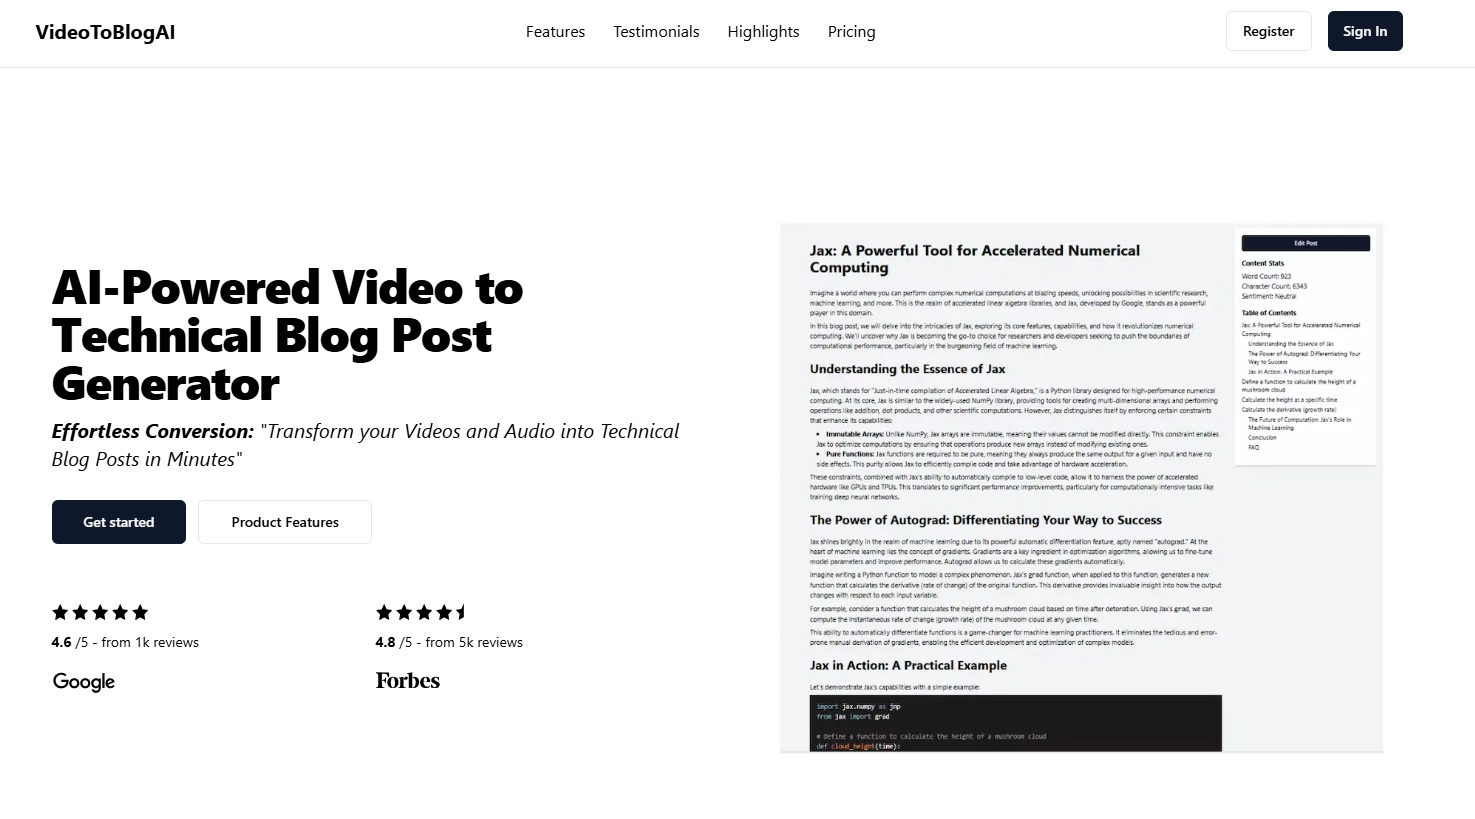 VideoToBlogAI
Features
Testimonials
Highlights
Pricing
Register
Sign In
AI-Powered Video to
Technical Blog Post
Generator
Effortless Conversion: "Transform your Videos and Audio into Technical
Blog Posts in Minutes"
Get started
Product Features
4.6 /5 - from 1k reviews
Google
4.8 /5 - from 5k reviews
Forbes
Jax: A Powerful Tool for Accelerated Numerical
Computing
Imagine a world where you can perform complex numerical computations at blazing speeds, unlocking possibilities in scientific research,
machine learning, and more. This is the realm of accelerated linear algebra libraries, and Jax, developed by Google, stands as a powerful
player in this domain.
In this blog post, we will delve into the intricacies of Jax, exploring its core features, capabilities, and how it revolutionizes numerical
computing. We'll uncover why Jax is becoming the go-to choice for researchers and developers seeking to push the boundaries of
computational performance, particularly in the burgeoning field of machine learning.
Understanding the Essence of Jax
Jax, which stands for "Just-in-time compilation of Accelerated Linear Algebra," is a Python library designed for high-performance numerical
computing. At its core, Jax is similar to the widely-used NumPy library, providing tools for creating multi-dimensional arrays and performing
operations like addition, dot products, and other scientific computations. However, Jax distinguishes itself by enforcing certain constraints
that enhance its capabilities:
• Immutable Arrays: Unlike NumPy, Jax arrays are immutable, meaning their values cannot be modified directly. This constraint enables
Jax to optimize computations by ensuring that operations produce new arrays instead of modifying existing ones.
• Pure Functions: Jax functions are required to be pure, meaning they always produce the same output for a given input and have no
side effects. This purity allows Jax to efficiently compile code and take advantage of hardware acceleration.
These constraints, combined with Jax's ability to automatically compile to low-level code, allow it to harness the power of accelerated
hardware like GPUs and TPUs. This translates to significant performance improvements, particularly for computationally intensive tasks like
training deep neural networks.
The Power of Autograd: Differentiating Your Way to Success
Jax shines brightly in the realm of machine learning due to its powerful automatic differentiation feature, aptly named "autograd." At the
heart of machine learning lies the concept of gradients. Gradients are a key ingredient in optimization algorithms, allowing us to fine-tune
model parameters and improve performance. Autograd allows us to calculate these gradients automatically.
Imagine writing a Python function to model a complex phenomenon. Jax's grad function, when applied to this function, generates a new
function that calculates the derivative (rate of change) of the original function. This derivative provides invaluable insight into how the output
changes with respect to each input variable.
For example, consider a function that calculates the height of a mushroom cloud based on time after detonation. Using Jax's grad, we can
compute the instantaneous rate of change (growth rate) of the mushroom cloud at any given time.
This ability to automatically differentiate functions is a game-changer for machine learning practitioners. It eliminates the tedious and error-
prone manual derivation of gradients, enabling the efficient development and optimization of complex models.
Jax in Action: A Practical Example
Let's demonstrate Jax's capabilities with a simple example:
import jax.numpy as jnp
from jax import grad
# Define a function to calculate the height of a mushroom cloud
def cloud_height(time):
Edit Post
Content Stats
Word Count: 923
Character Count: 6343
Sentiment: Neutral
Table of Contents
Jax: A Powerful Tool for Accelerated Numerical
Computing
Understanding the Essence of Jax
The Power of Autograd: Differentiating Your
Way to Success
Jax in Action: A Practical Example
Define a function to calculate the height of a
mushroom cloud
Calculate the height at a specific time
Calculate the derivative (growth rate)
The Future of Computation: Jax's Role in
Machine Learning
Conclusion
FAQ